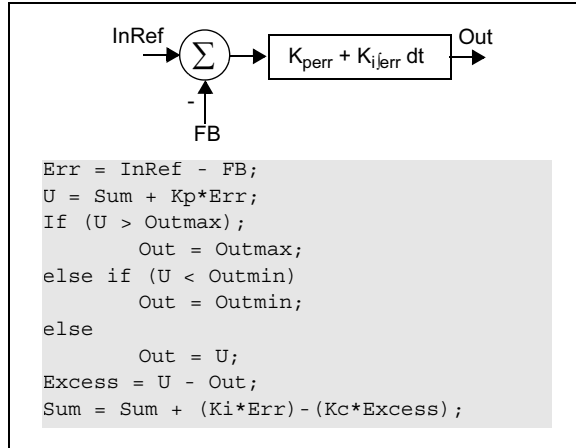 InRef
Σ
Kperr + Ki∫err dt
Out
-
FB
Err = InRef - FB;
U = Sum + Kp*Err;
If (U > Outmax);
Out = Outmax;
else if (U < Outmin)
Out = Outmin;
else
Out = U;
Excess = U - Out;
Sum = Sum + (Ki*Err)-(Kc*Excess);